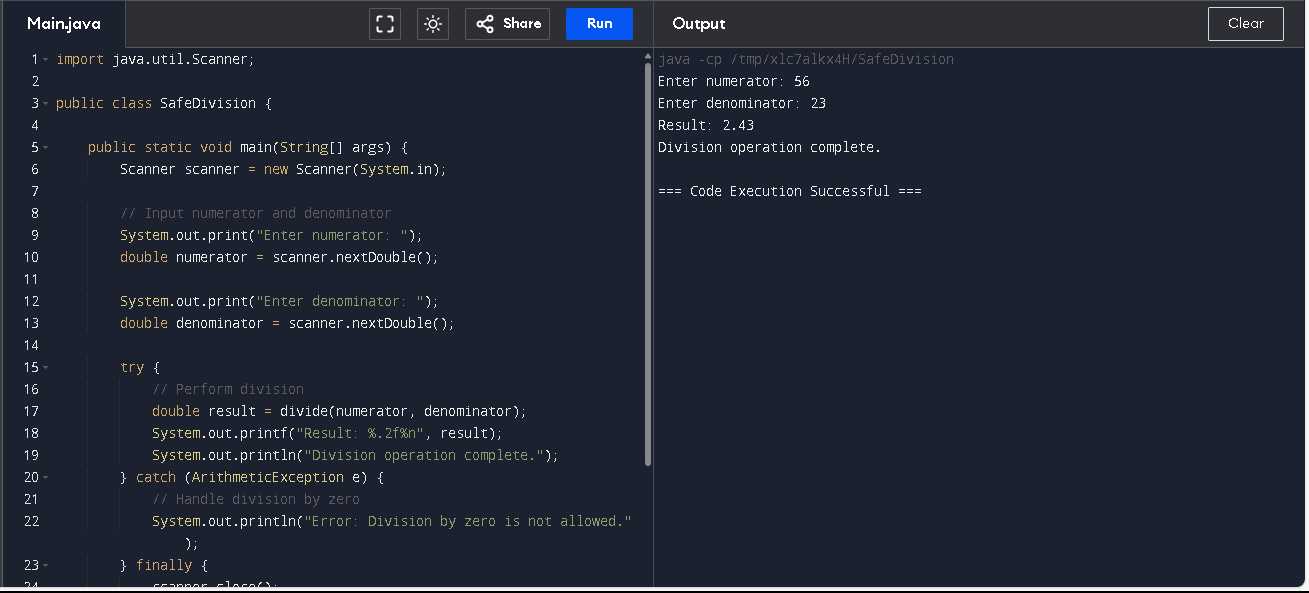 Main.java
Share
Run
Output
Clear
1 import java.util.Scanner;
2
3 public class SafeDivision {
4
5     public static void main(String[] args) {
6         Scanner scanner = new Scanner(System.in);
7
8         // Input numerator and denominator
9         System.out.print("Enter numerator: ");
10         double numerator = scanner.nextDouble();
11
12         System.out.print("Enter denominator: ");
13         double denominator = scanner.nextDouble();
14
15         try {
16             // Perform division
17             double result = divide(numerator, denominator);
18             System.out.printf("Result: %.2f%n", result);
19             System.out.println("Division operation complete.");
20         } catch (ArithmeticException e) {
21             // Handle division by zero
22             System.out.println("Error: Division by zero is not allowed."
                );
23         } finally {
24             scanner.close();
java -cp /tmp/xlc7alkx4H/SafeDivision
Enter numerator: 56
Enter denominator: 23
Result: 2.43
Division operation complete.
=== Code Execution Successful ===